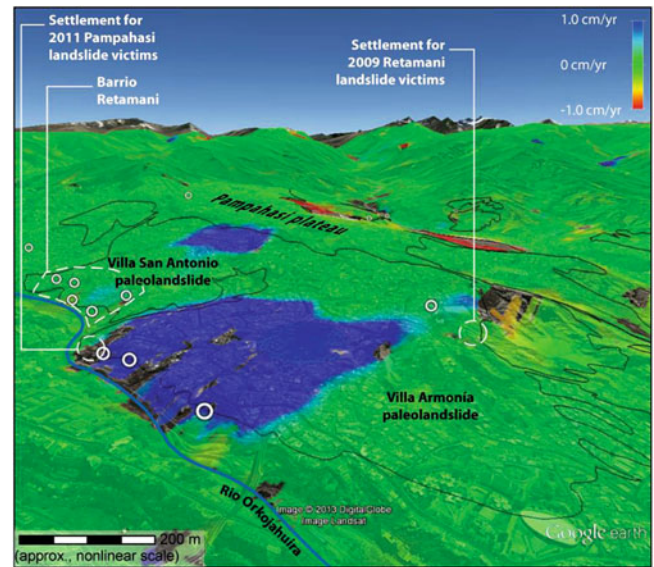 Settlement for
2011 Pampahasi
landslide victims
Barrio
Retamani
Settlement for
2009 Retamani
landslide victims
1.0 cm/yr
0 cm/yr
-1.0 cm/yr
Pampahasi plateau
Villa San Antonio
paleolandslide
Villa Armonía
paleolandslide
Rio Orkojahuira
Image © 2013 DigitalGlobe
Image Landsat
Google earth
200 m
(approx., nonlinear scale)